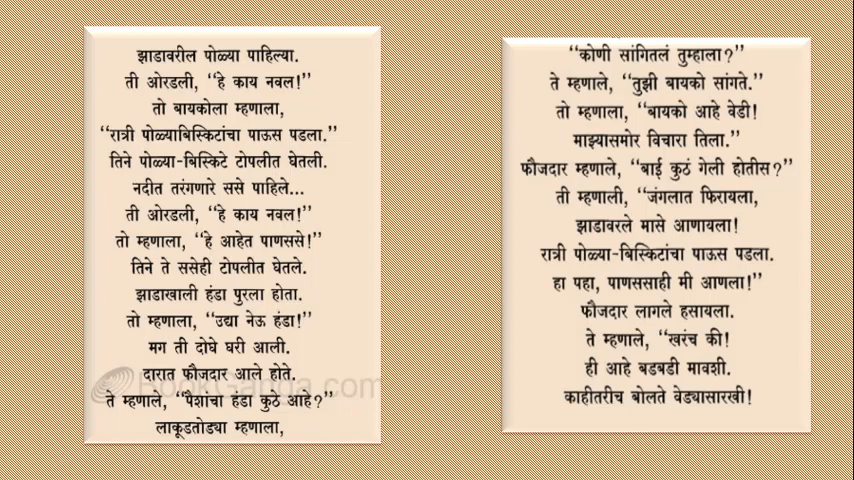 झाडावरील पोळ्या पाहिल्या.
ती ओरडली, “हे काय नवल!”
तो बायकोला म्हणाला,
“रात्री पोळ्याबिस्किटांचा पाऊस पडला.”
तिने पोळ्या-बिस्किटे टोपलीत घेतली.
नदीत तरंगणारे ससे पाहिले...
ती ओरडली, “हे काय नवल!”
तो म्हणाला, “हे आहेत पाणससे!”
तिने ते ससेही टोपलीत घेतले.
झाडाखाली हंडा पुरला होता.
तो म्हणाला, “उद्या नेऊ हंडा!”
मग ती दोघे घरी आली.
दारात फौजदार आले होते.
ते म्हणाले, “पैशांचा हंडा कुठे आहे?”
लाकूडतोड्या म्हणाला,
BookGanga.com
“कोणी सांगितलं तुम्हाला?”
ते म्हणाले, “तुझी बायको सांगते.”
तो म्हणाला, “बायको आहे वेडी!
माझ्यासमोर विचारा तिला.”
फौजदार म्हणाले, “बाई कुठं गेली होतीस?”
ती म्हणाली, “जंगलात फिरायला,
झाडावरले मासे आणायला!
रात्री पोळ्या-बिस्किटांचा पाऊस पडला.
हा पहा, पाणससाही मी आणला!”
फौजदार लागले हसायला.
ते म्हणाले, “खरंच की!
ही आहे बडबडी मावशी.
काहीतरीच बोलते वेड्यासारखी!